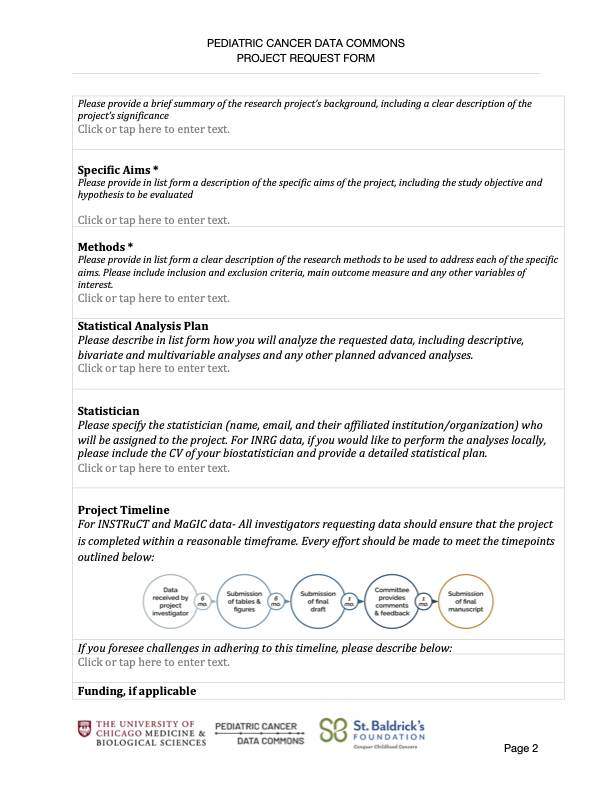 PEDIATRIC CANCER DATA COMMONS
PROJECT REQUEST FORM
Please provide a brief summary of the research project's background, including a clear description of the
project's significance
Click or tap here to enter text.
Specific Aims *
Please provide in list form a description of the specific aims of the project, including the study objective and
hypothesis to be evaluated
Click or tap here to enter text.
Methods *
Please provide in list form a clear description of the research methods to be used to address each of the specific
aims. Please include inclusion and exclusion criteria, main outcome measure and any other variables of
interest.
Click or tap here to enter text.
Statistical Analysis Plan
Please describe in list form how you will analyze the requested data, including descriptive,
bivariate and multivariable analyses and any other planned advanced analyses.
Click or tap here to enter text.
Statistician
Please specify the statistician (name, email, and their affiliated institution/organization) who
will be assigned to the project. For INRG data, if you would like to perform the analyses locally,
please include the CV of your biostatistician and provide a detailed statistical plan.
Click or tap here to enter text.
Project Timeline
For INSTRuCT and MaGIC data- All investigators requesting data should ensure that the project
is completed within a reasonable timeframe. Every effort should be made to meet the timepoints
outlined below:
Data
received by
project
investigator
6
mo.
Submission
of tables &
figures
6
mo.
Submission
of final
draft
1
mo.
Committee
provides
comments
& feedback
1
mo.
Submission
of final
manuscript
If you foresee challenges in adhering to this timeline, please describe below:
Click or tap here to enter text.
Funding, if applicable
THE UNIVERSITY OF
CHICAGO MEDICINE &
BIOLOGICAL SCIENCES
PEDIATRIC CANCER
DATA COMMONS
St. Baldrick's
FOUNDATION
Conquer Childhood Cancers
Page 2